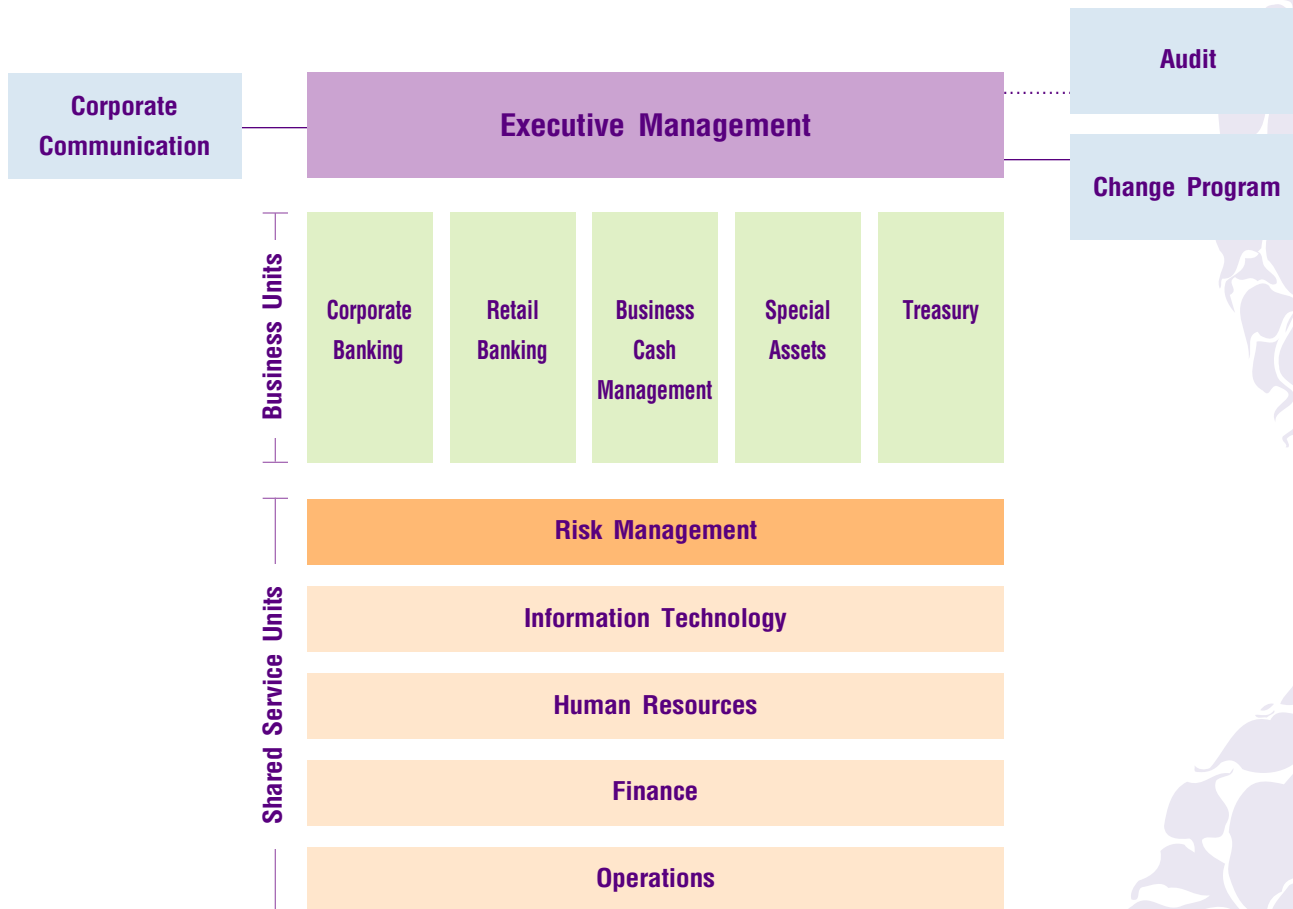 Audit
Corporate
Communication
Executive Management
Change Program
Business Units
Corporate
Banking
Retail
Banking
Business
Cash
Management
Special
Assets
Treasury
Shared Service Units
Risk Management
Information Technology
Human Resources
Finance
Operations